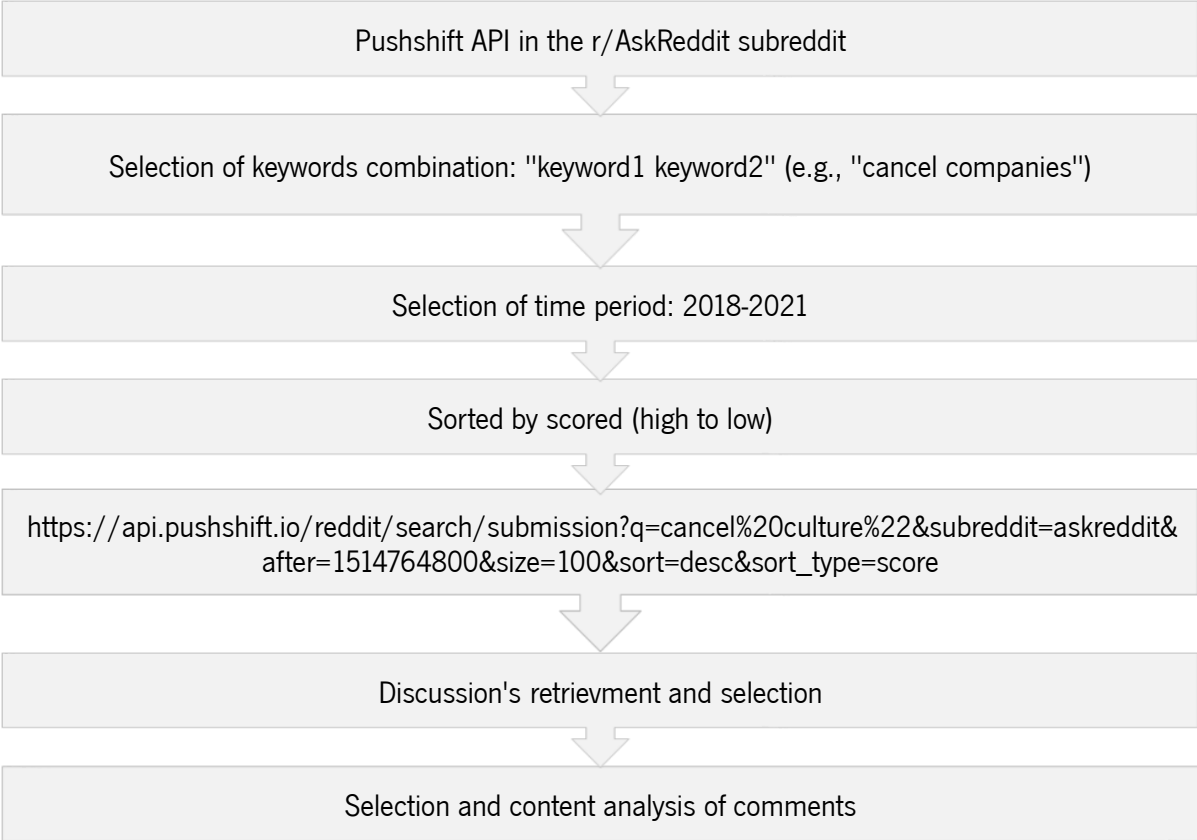 Pushshift API in the r/AskReddit subreddit
Selection of keywords combination: "keyword1 keyword2" (e.g., "cancel companies")
Selection of time period: 2018-2021
Sorted by scored (high to low)
https://api.pushshift.io/reddit/search/submission?q=cancel%20culture%22&subreddit=askreddit&
after=1514764800&size=100&sort=desc&sort_type=score
Discussion's retrievment and selection
Selection and content analysis of comments